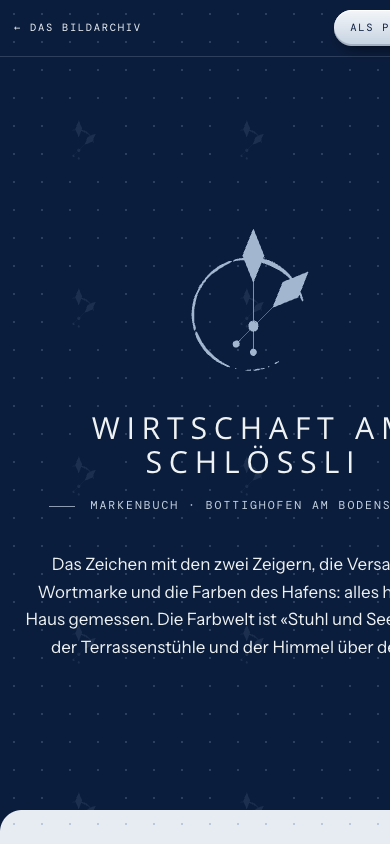 ← DAS BILDARCHIV
ALS P
WIRTSCHAFT AM
SCHLÖSSLI
MARKENBUCH · BOTTIGHOFEN AM BODENS
Das Zeichen mit den zwei Zeigern, die Versa
Wortmarke und die Farben des Hafens: alles
Haus gemessen. Die Farbwelt ist «Stuhl und See
der Terrassenstühle und der Himmel über de